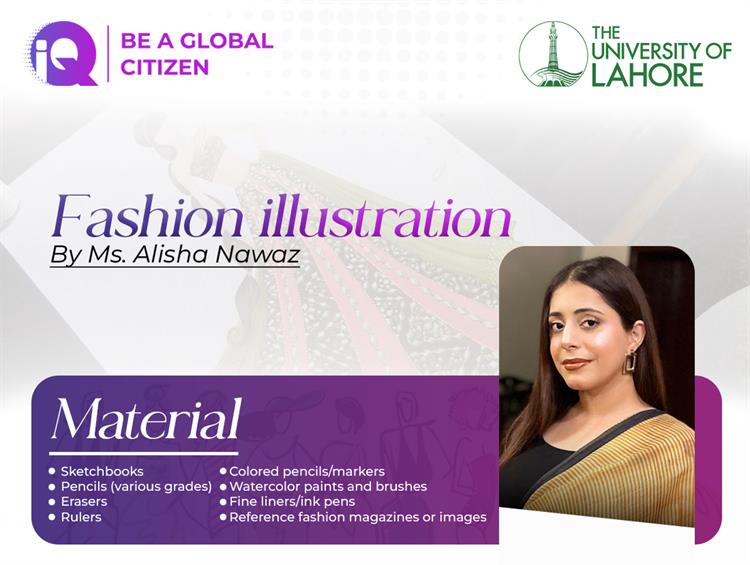 iQ
BE A GLOBAL
CITIZEN
THE
UNIVERSITY OF
LAHORE
Fashion illustration
By Ms. Alisha Nawaz
Material
Sketchbooks
Pencils (various grades)
Erasers
Rulers
Colored pencils/markers
Watercolor paints and brushes
Fine liners/ink pens
Reference fashion magazines or images